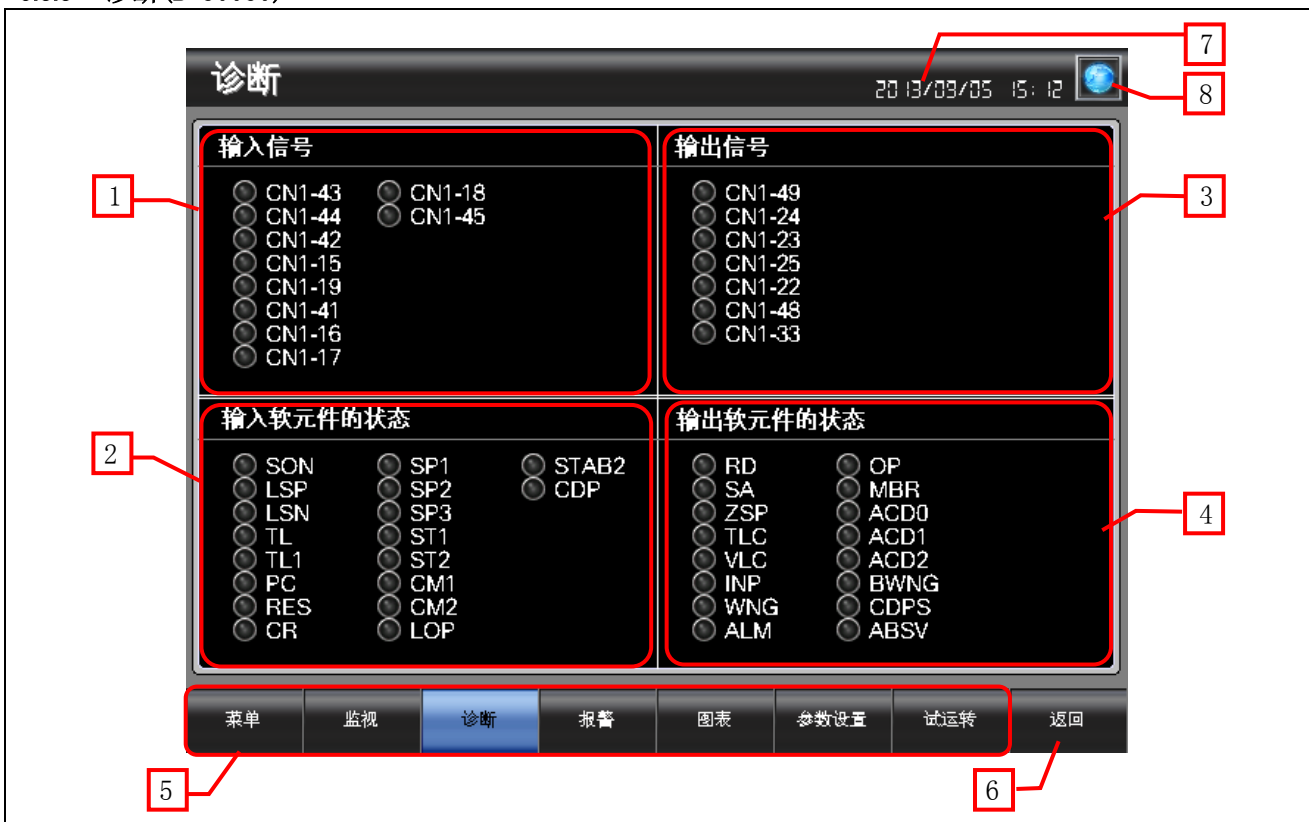 诊断
2013/09/05 15:12
7
8
输入信号
CN1-43 CN1-18
CN1-44 CN1-45
CN1-42
CN1-15
CN1-19
CN1-41
CN1-16
CN1-17
1
输出信号
CN1-49
CN1-24
CN1-23
CN1-25
CN1-22
CN1-48
CN1-33
3
输入软元件的状态
SON SP1 STAB2
LSP SP2 CDP
LSN SP3
TL ST1
TL1 ST2
PC CM1
RES CM2
CR LOP
2
输出软元件的状态
RD OP
SA MBR
ZSP ACD0
TLC ACD1
VLC ACD2
INP BWNG
WNG CDPS
ALM ABSV
4
菜单 监视 诊断 报警 图表 参数设置 试运转 返回
5
6